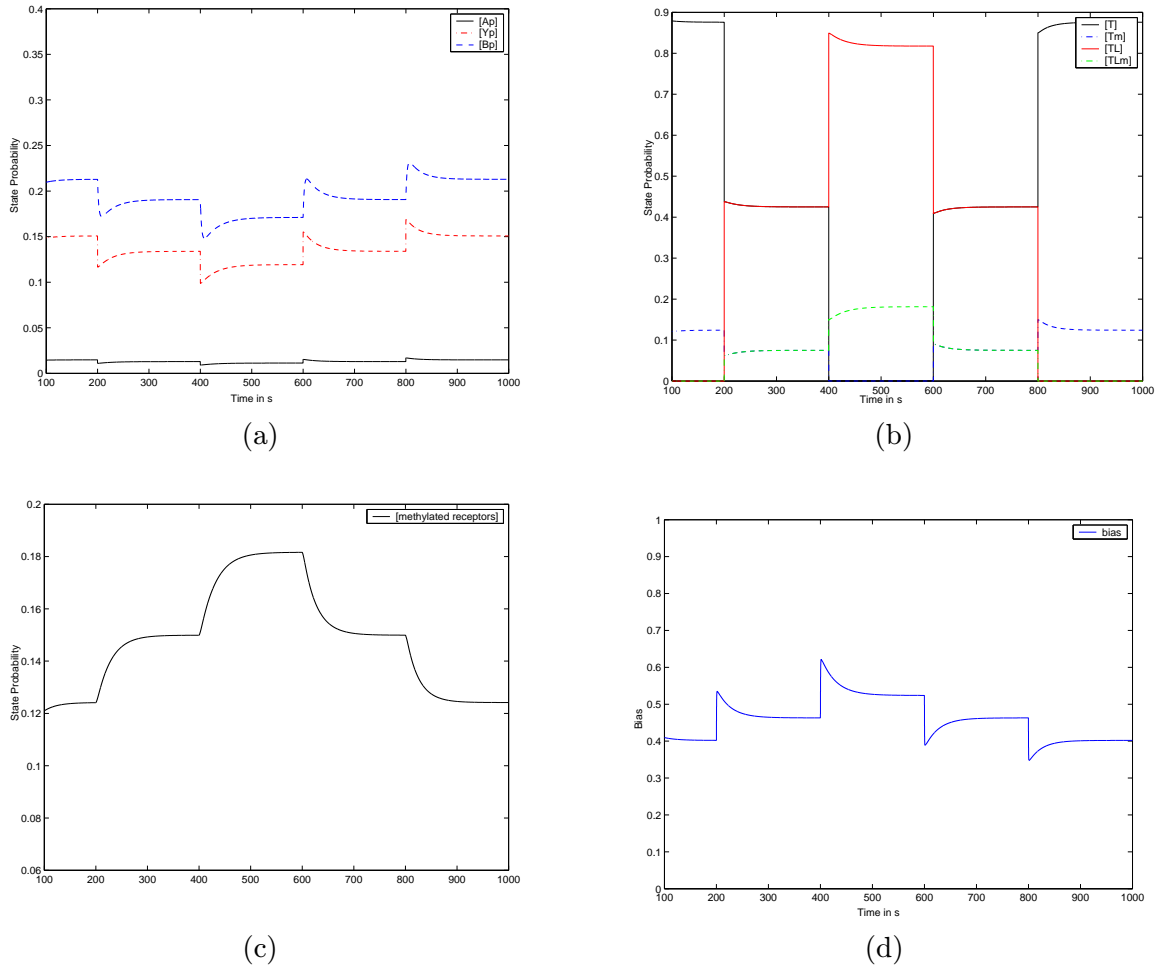 0.4
0.35
0.3
0.25
0.2
0.15
0.1
0.05
0
State Probability
[Ap]
[Yp]
[Bp]
100 200 300 400 500 600 700 800 900 1000
Time in s
(a)
0.9
0.8
0.7
0.6
0.5
0.4
0.3
0.2
0.1
0
State Probability
[T]
[Tm]
[TL]
[TLm]
100 200 300 400 500 600 700 800 900 1000
Time in s
(b)
0.2
0.18
0.16
0.14
0.12
0.1
0.08
0.06
State Probability
[methylated receptors]
100 200 300 400 500 600 700 800 900 1000
(c)
1
0.9
0.8
0.7
0.6
0.5
0.4
0.3
0.2
0.1
0
Bias
bias
100 200 300 400 500 600 700 800 900 1000
Time in s
(d)